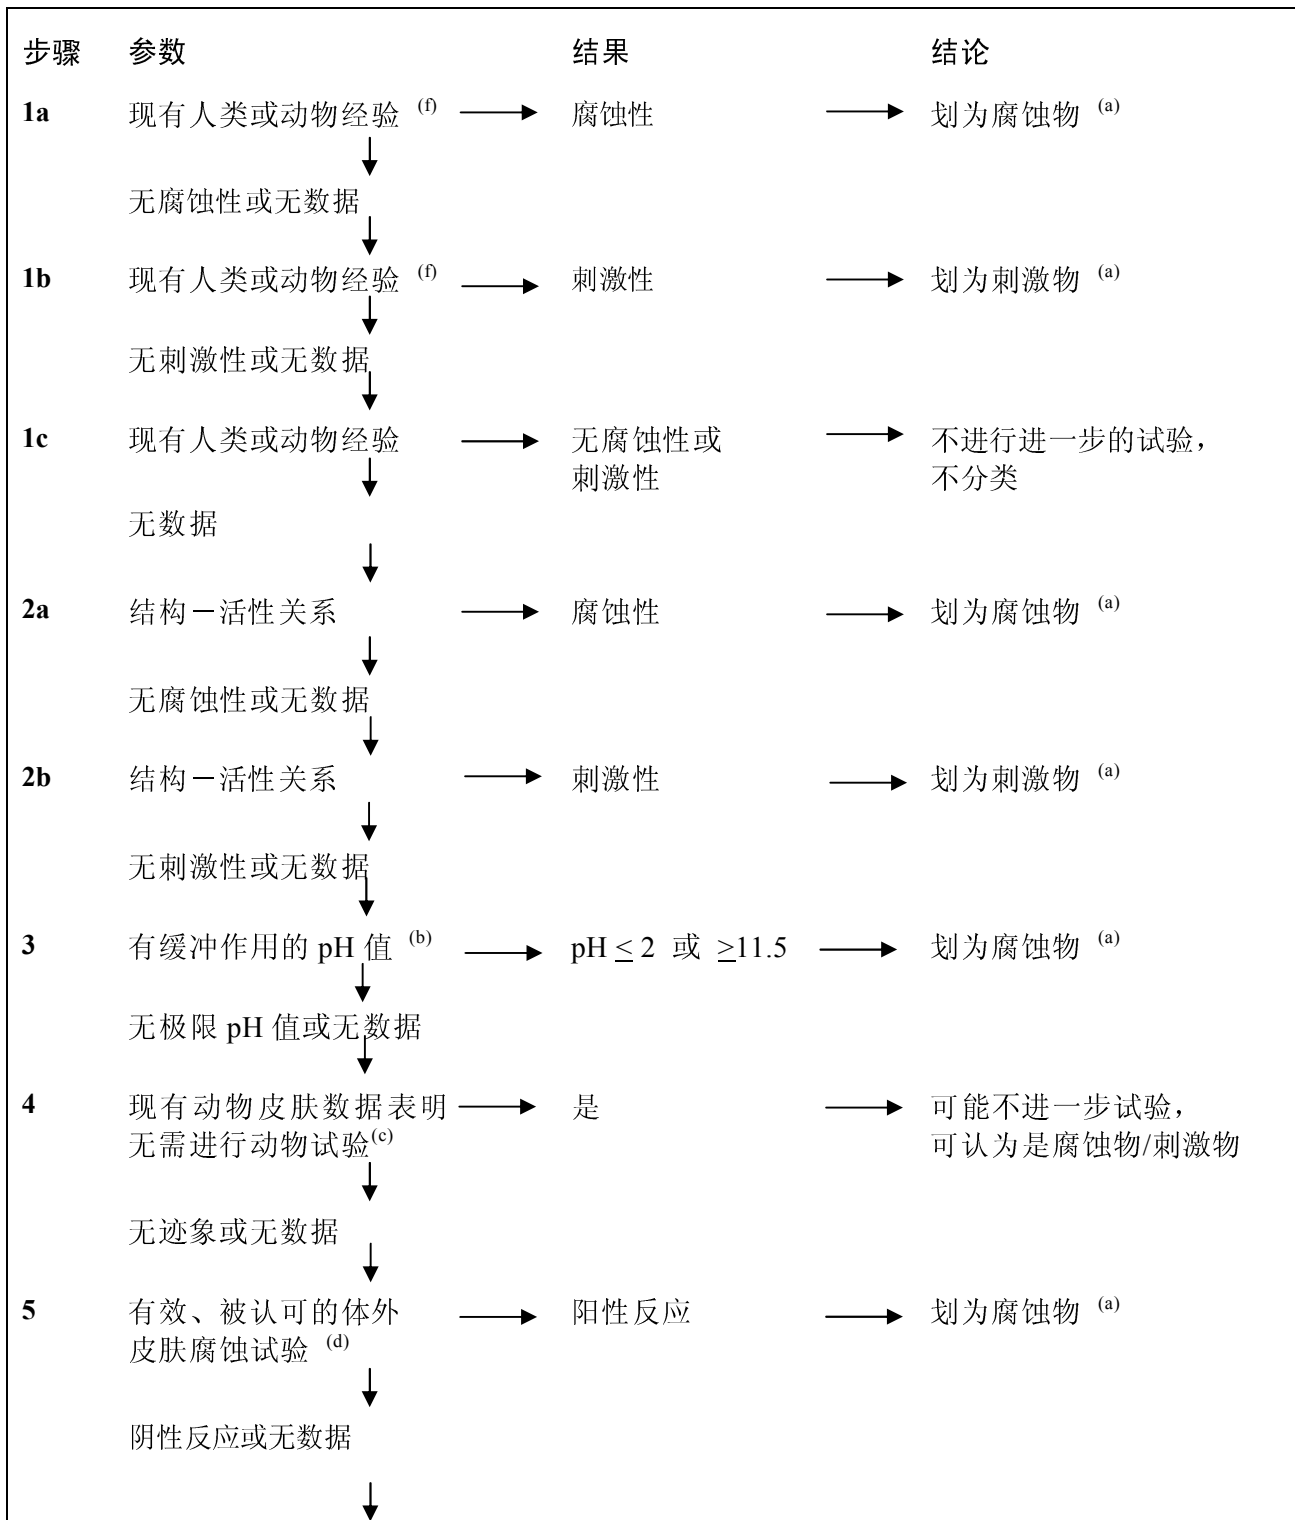 步骤 参数 结果 结论
1a 现有人类或动物经验 (f) 腐蚀性 划为腐蚀物 (a)
无腐蚀性或无数据
1b 现有人类或动物经验 (f) 刺激性 划为刺激物 (a)
无刺激性或无数据
1c 现有人类或动物经验 无腐蚀性或 不进行进一步的试验，
刺激性 不分类
无数据
2a 结构－活性关系 腐蚀性 划为腐蚀物 (a)
无腐蚀性或无数据
2b 结构－活性关系 刺激性 划为刺激物 (a)
无刺激性或无数据
3 有缓冲作用的 pH 值 (b) pH ≤ 2 或 ≥11.5 划为腐蚀物 (a)
无极限 pH 值或无数据
4 现有动物皮肤数据表明 是 可能不进一步试验，
无需进行动物试验(c) 可认为是腐蚀物/刺激物
无迹象或无数据
5 有效、被认可的体外 阳性反应 划为腐蚀物 (a)
皮肤腐蚀试验 (d)
阴性反应或无数据